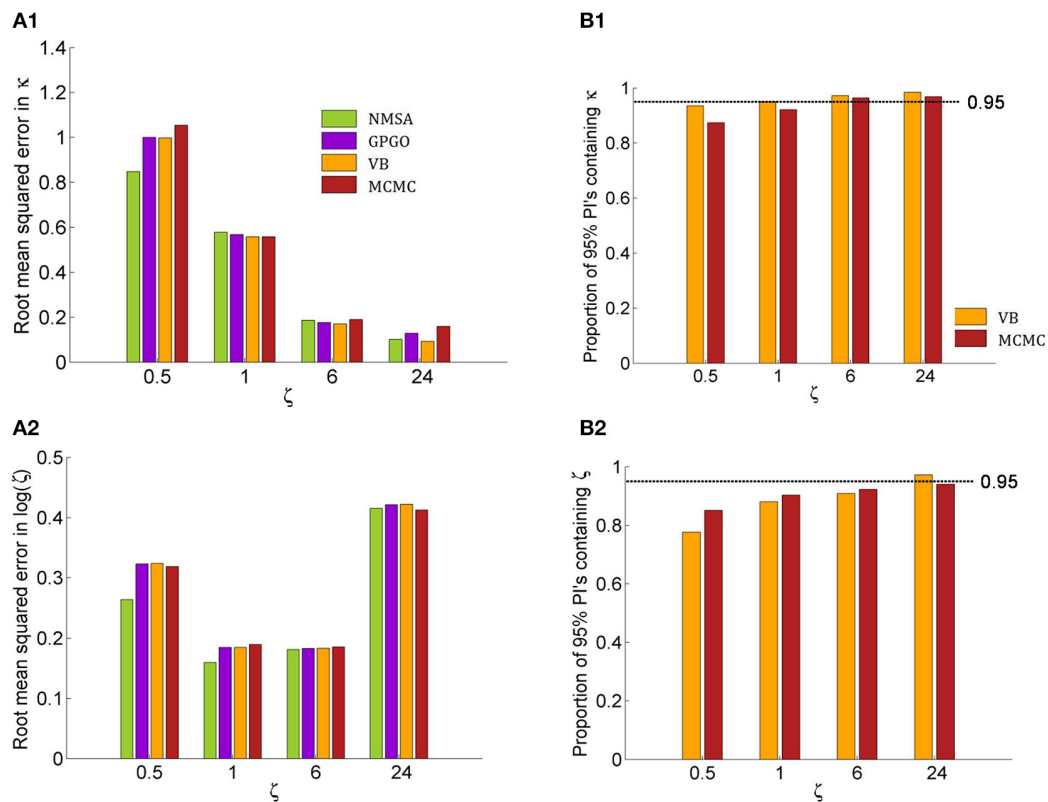 A1
Root mean squared error in κ
1.4
1.2
1
0.8
0.6
0.4
0.2
0
NMSA
GPGO
VB
MCMC
0.5 1 6 24
ζ
B1
Proportion of 95% PI's containing κ
1
0.8
0.6
0.4
0.2
0
0.95
VB
MCMC
0.5 1 6 24
ζ
A2
Root mean squared error in log(ζ)
0.5
0.4
0.3
0.2
0.1
0
0.5 1 6 24
ζ
B2
Proportion of 95% PI's containing ζ
1
0.8
0.6
0.4
0.2
0
0.95
0.5 1 6 24
ζ